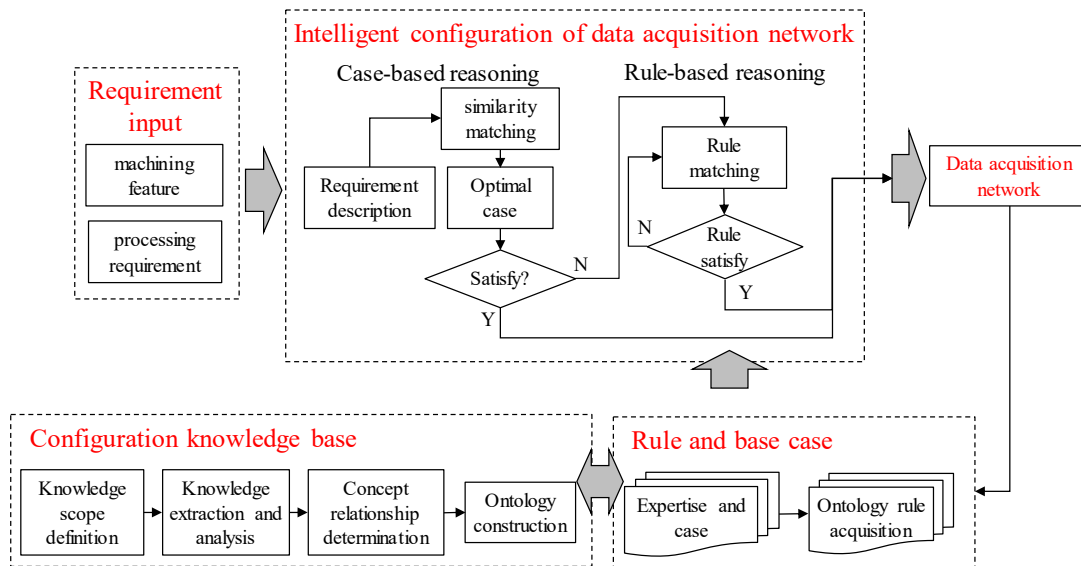 Intelligent configuration of data acquisition network
Requirement
input
machining
feature
processing
requirement
Case-based reasoning
Rule-based reasoning
similarity
matching
Requirement
description
Optimal
case
Satisfy?
N
Y
Rule
matching
N
Rule
satisfy
Y
Data acquisition
network
Configuration knowledge base
Knowledge
scope
definition
Knowledge
extraction and
analysis
Concept
relationship
determination
Ontology
construction
Rule and base case
Expertise and
case
Ontology rule
acquisition